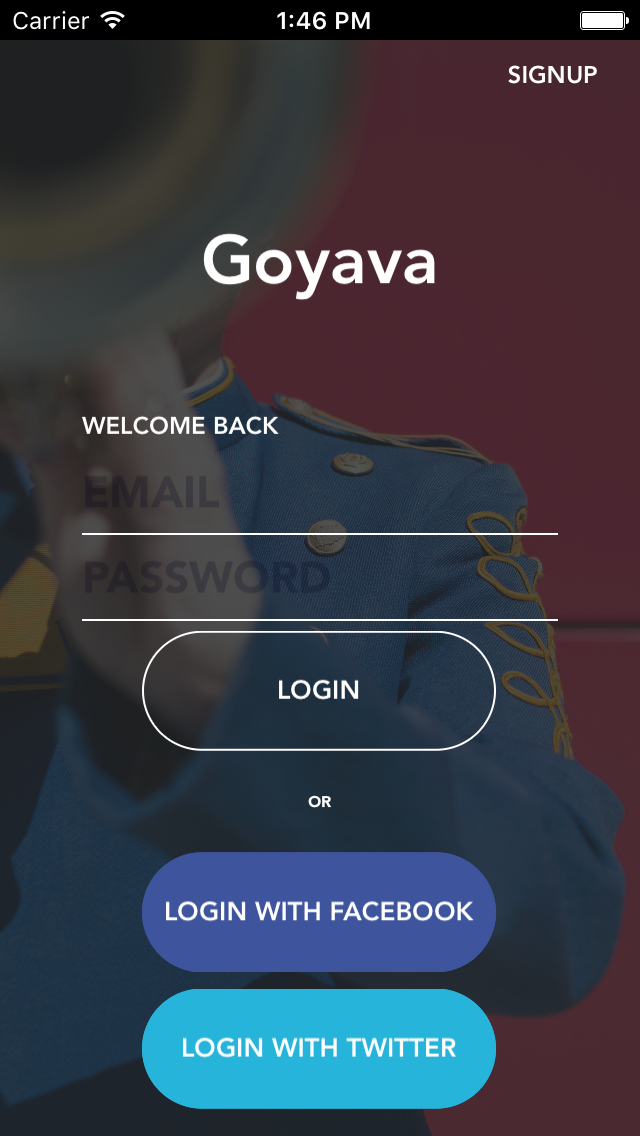 Carrier 1:46 PM
SIGNUP
Goyava
WELCOME BACK
EMAIL
PASSWORD
LOGIN
OR
LOGIN WITH FACEBOOK
LOGIN WITH TWITTER